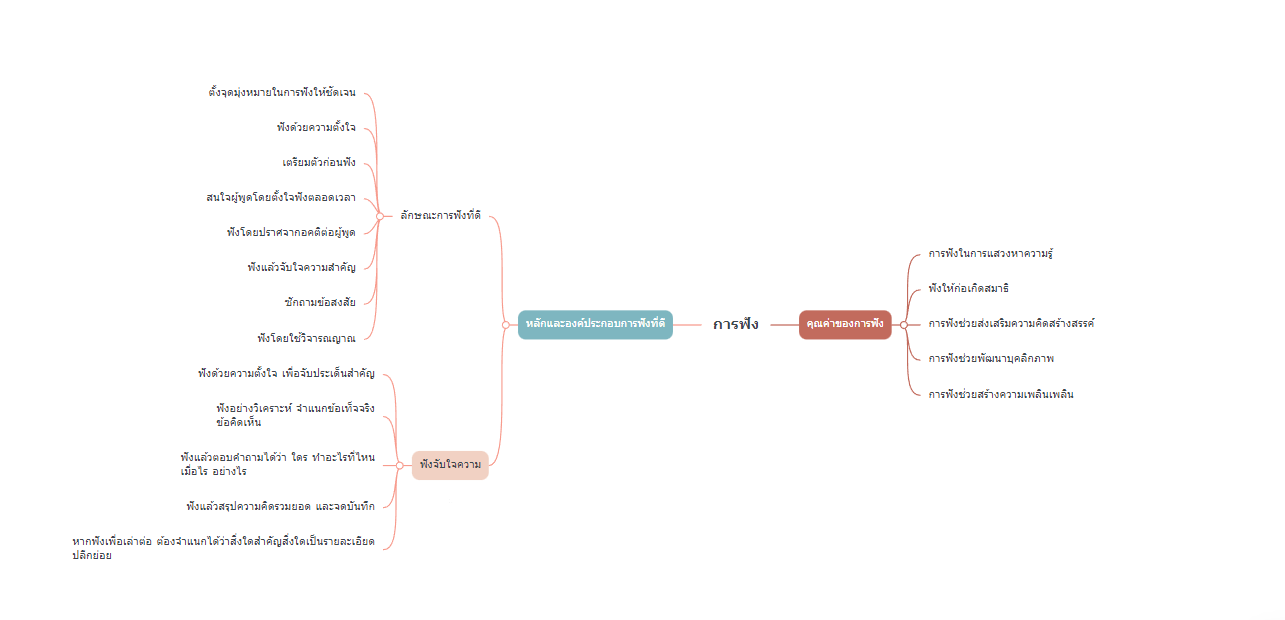 ตั้งจุดมุ่งหมายในการฟังให้ชัดเจน
ฟังด้วยความตั้งใจ
เตรียมตัวก่อนฟัง
สนใจผู้พูดโดยตั้งใจฟังตลอดเวลา
ฟังโดยปราศจากอคติต่อผู้พูด
ฟังแล้วจับใจความสำคัญ
ซักถามข้อสงสัย
ฟังโดยใช้วิจารณญาณ
ลักษณะการฟังที่ดี
ฟังด้วยความตั้งใจ เพื่อจับประเด็นสำคัญ
ฟังอย่างวิเคราะห์ จำแนกข้อเท็จจริง
ข้อคิดเห็น
ฟังแล้วตอบคำถามได้ว่า ใคร ทำอะไรที่ไหน
เมื่อไร อย่างไร
ฟังแล้วสรุปความคิดรวมยอด และจดบันทึก
หากฟังเพื่อเล่าต่อ ต้องจำแนกได้ว่าสิ่งใดสำคัญสิ่งใดเป็นรายละเอียด
ปลีกย่อย
ฟังจับใจความ
หลักและองค์ประกอบการฟังที่ดี
การฟัง
คุณค่าของการฟัง
การฟังในการแสวงหาความรู้
ฟังให้ก่อเกิดสมาธิ
การฟังช่วยส่งเสริมความคิดสร้างสรรค์
การฟังช่วยพัฒนาบุคลิกภาพ
การฟังช่วยสร้างความเพลินเพลิน